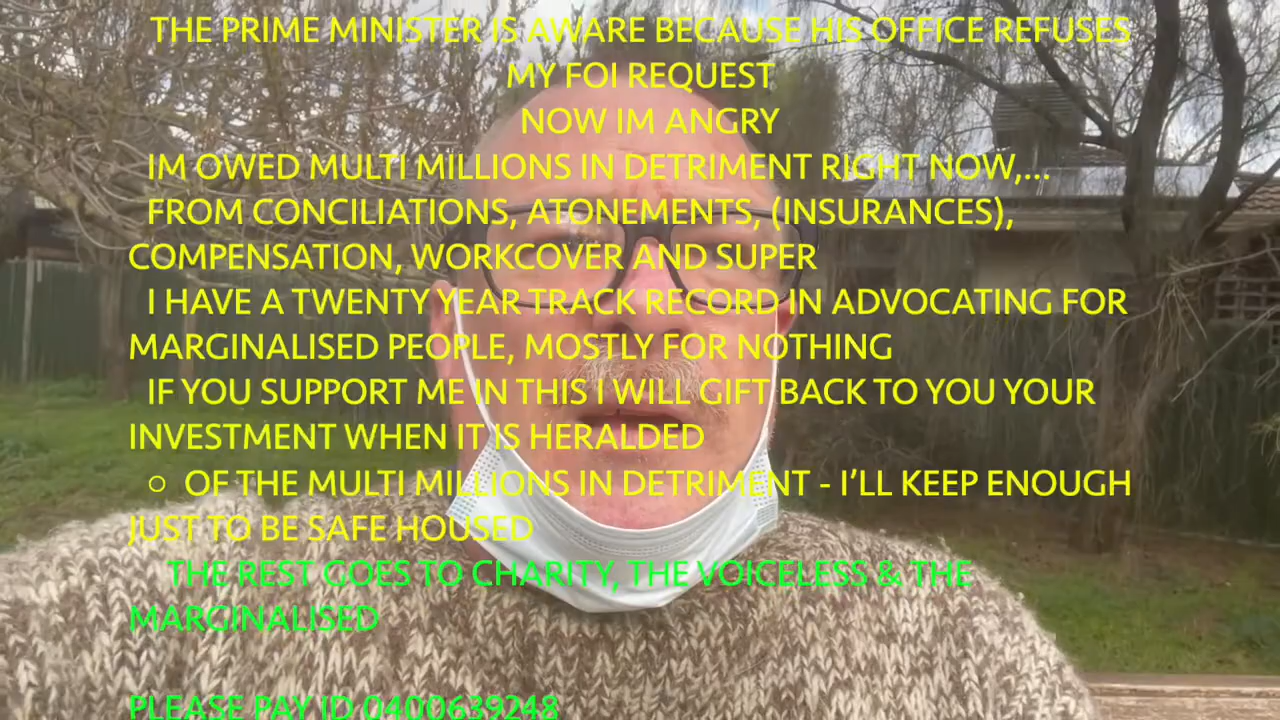 THE PRIME MINISTER IS AWARE BECAUSE HIS OFFICE REFUSES
MY FOI REQUEST
NOW IM ANGRY
IM OWED MULTI MILLIONS IN DETRIMENT RIGHT NOW,...
FROM CONCILIATIONS, ATONEMENTS, (INSURANCES),
COMPENSATION, WORKCOVER AND SUPER
I HAVE A TWENTY YEAR TRACK RECORD IN ADVOCATING FOR
MARGINALISED PEOPLE, MOSTLY FOR NOTHING
IF YOU SUPPORT ME IN THIS I WILL GIFT BACK TO YOU YOUR
INVESTMENT WHEN IT IS HERALDED
○ OF THE MULTI MILLIONS IN DETRIMENT - I’LL KEEP ENOUGH
JUST TO BE SAFE HOUSED
THE REST GOES TO CHARITY, THE VOICELESS & THE
MARGINALISED
PLEASE PAY ID 0400639248